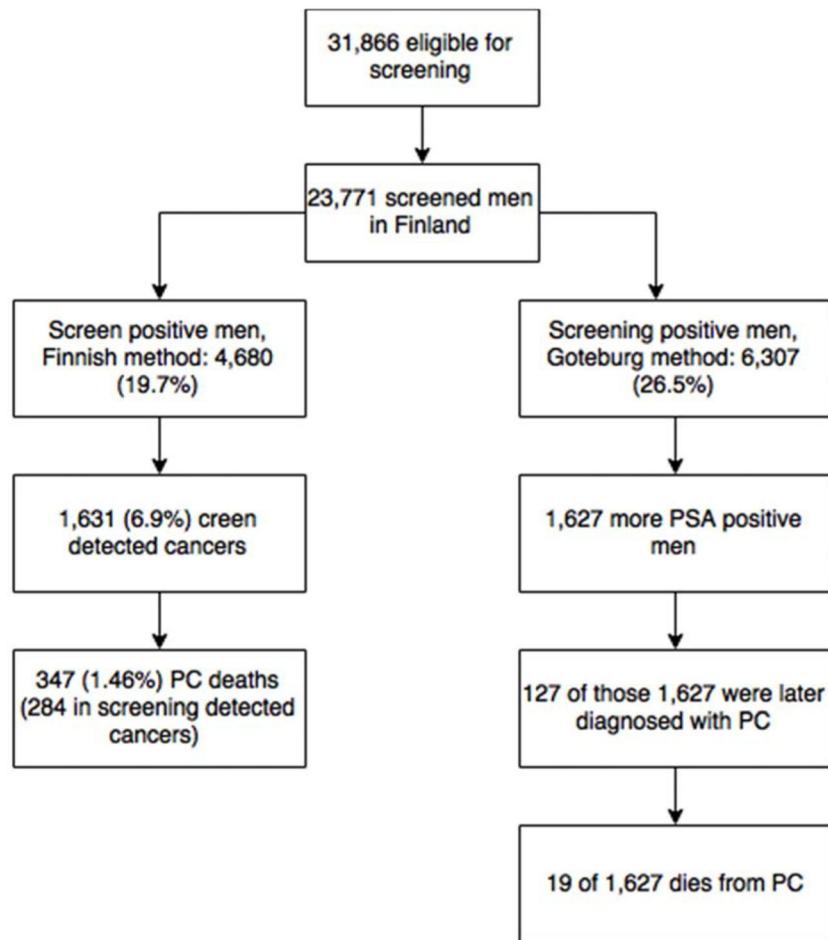 31,866 eligible for
screening
23,771 screened men
in Finland
Screen positive men,
Finnish method: 4,680
(19.7%)
1,631 (6.9%) creen
detected cancers
347 (1.46%) PC deaths
(284 in screening detected
cancers)
Screening positive men,
Goteburg method: 6,307
(26.5%)
1,627 more PSA positive
men
127 of those 1,627 were later
diagnosed with PC
19 of 1,627 dies from PC